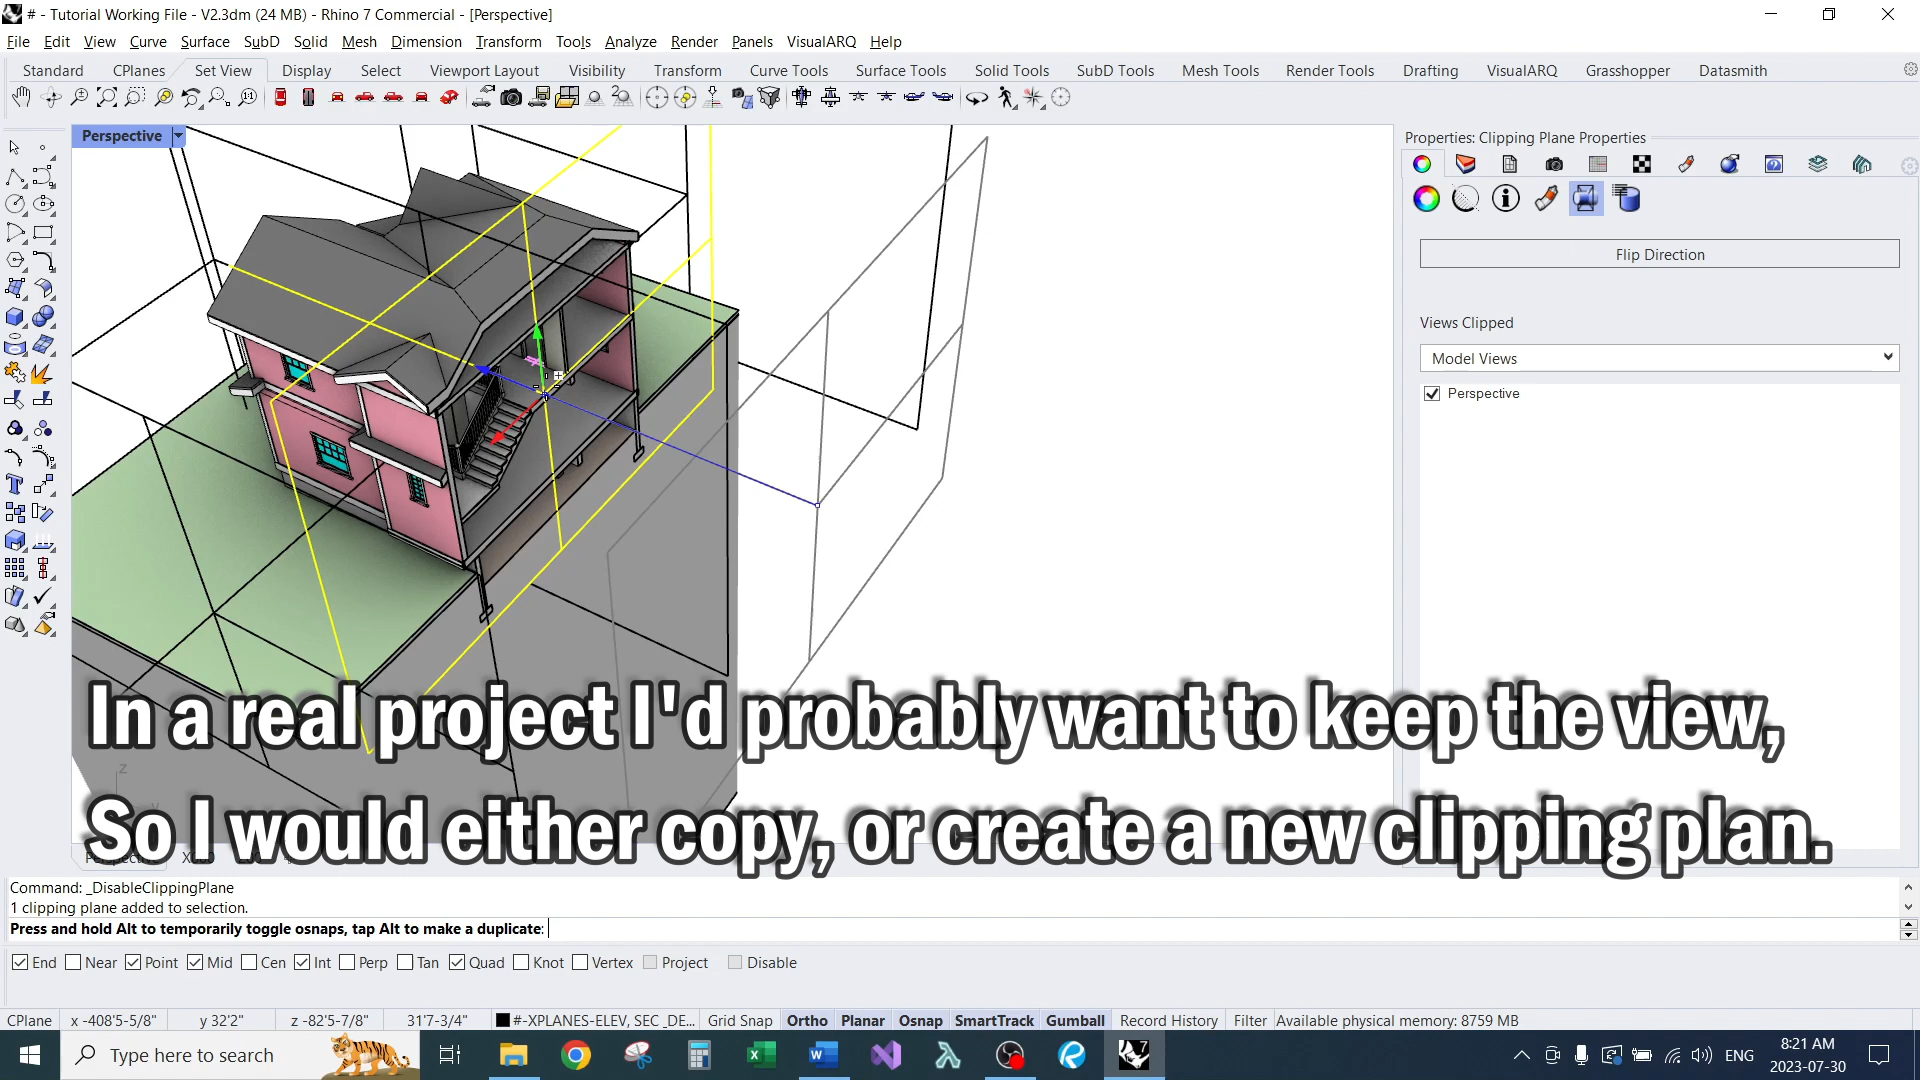 # - Tutorial Working File - V2.3dm (24 MB) - Rhino 7 Commercial - [Perspective]
File Edit View Curve Surface SubD Solid Mesh Dimension Transform Tools Analyze Render Panels VisualARQ Help
Standard CPlanes Set View Display Select Viewport Layout Visibility Transform Curve Tools Surface Tools Solid Tools SubD Tools Mesh Tools Render Tools Drafting VisualARQ Grasshopper Datasmith
Perspective
Properties: Clipping Plane Properties
Flip Direction
Views Clipped
Model Views
Perspective
In a real project I'd probably want to keep the view,
So I would either copy, or create a new clipping plan.
z
Command: _DisableClippingPlane
1 clipping plane added to selection.
Press and hold Alt to temporarily toggle osnaps, tap Alt to make a duplicate:
End Near Point Mid Cen Int Perp Tan Quad Knot Vertex Project Disable
CPlane x -408'5-5/8" y 32'2" z -82'5-7/8" 31'7-3/4" #-XPLANES-ELEV, SEC _DE... Grid Snap Ortho Planar Osnap SmartTrack Gumball Record History Filter Available physical memory: 8759 MB
Type here to search
ENG
8:21 AM
2023-07-30